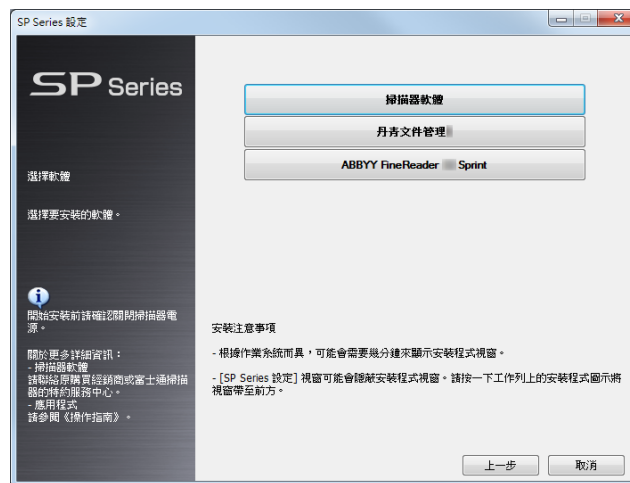 SP Series 設定
SP Series
掃描器軟體
丹青文件管理
ABBYY FineReader Sprint
選擇軟體
選擇要安裝的軟體。
開始安裝前請確認關閉掃描器電
源。
關於更多詳細資訊：
- 掃描器軟體
請聯絡原購買經銷商或富士通掃描
器的特約服務中心。
- 應用程式
請參閱《操作指南》。
安裝注意事項
- 根據作業系統而異，可能會需要幾分鐘來顯示安裝程式視窗。
- [SP Series 設定] 視窗可能會隱蔽安裝程式視窗。請按一下工作列上的安裝程式圖示將
視窗帶至前方。
上一步
取消